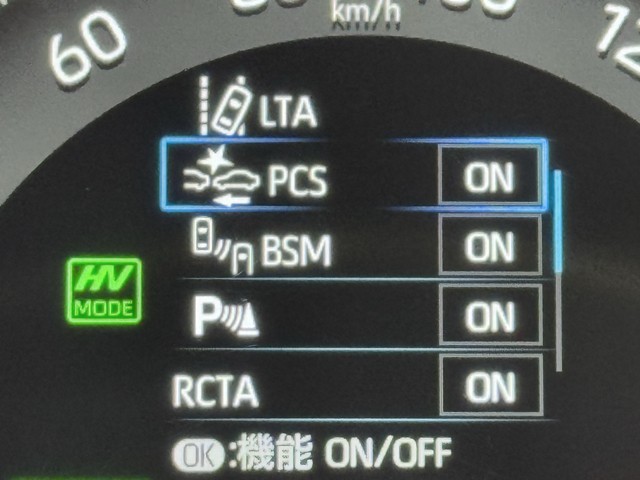 60
km/h
LTA
PCS ON
BSM ON
HV
MODE
P ON
RCTA ON
OK:機能 ON/OFF